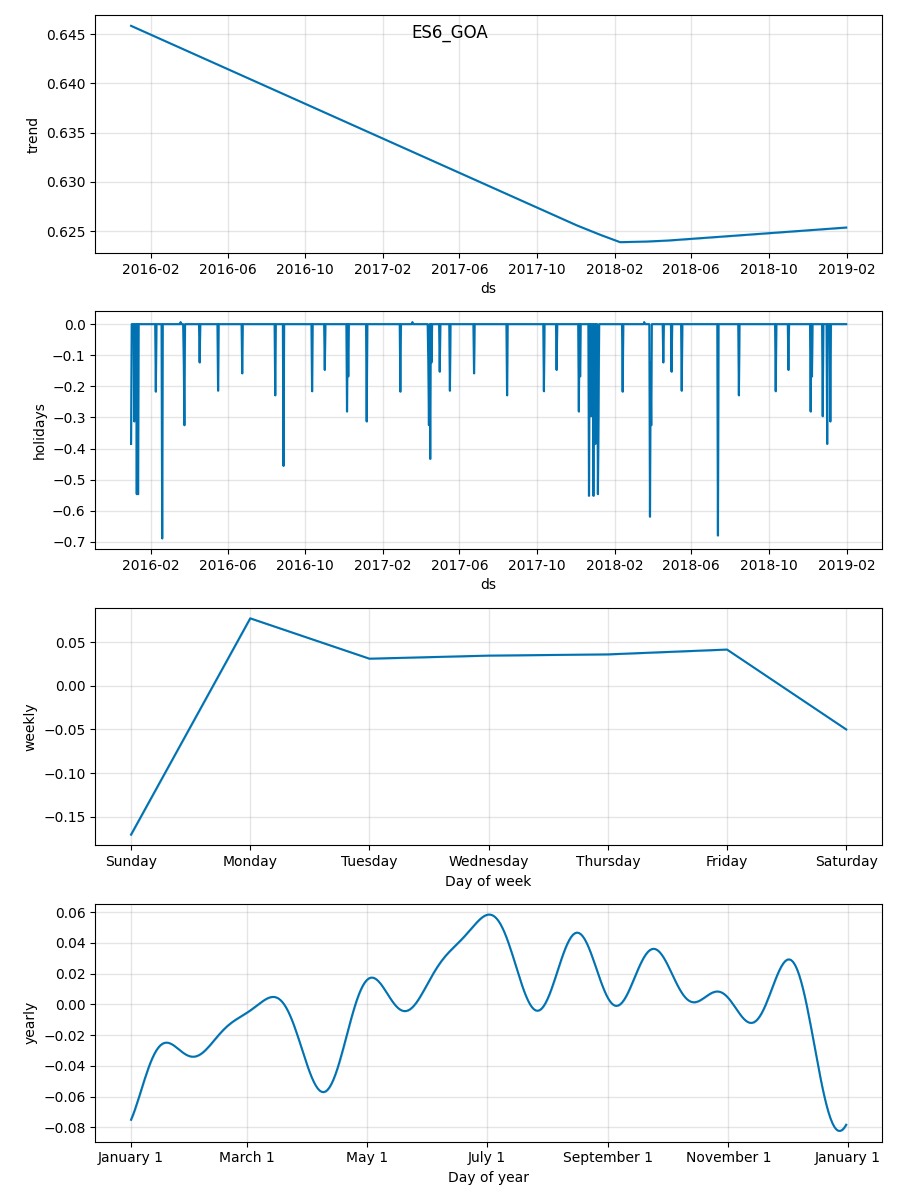 ES6_GOA
0.645
0.640
0.635
0.630
0.625
trend
2016-02 2016-06 2016-10 2017-02 2017-06 2017-10 2018-02 2018-06 2018-10 2019-02
ds
0.0
−0.1
−0.2
−0.3
−0.4
−0.5
−0.6
−0.7
holidays
2016-02 2016-06 2016-10 2017-02 2017-06 2017-10 2018-02 2018-06 2018-10 2019-02
ds
0.05
0.00
−0.05
−0.10
−0.15
weekly
Sunday Monday Tuesday Wednesday Thursday Friday Saturday
Day of week
0.06
0.04
0.02
0.00
−0.02
−0.04
−0.06
−0.08
yearly
January 1 March 1 May 1 July 1 September 1 November 1 January 1
Day of year